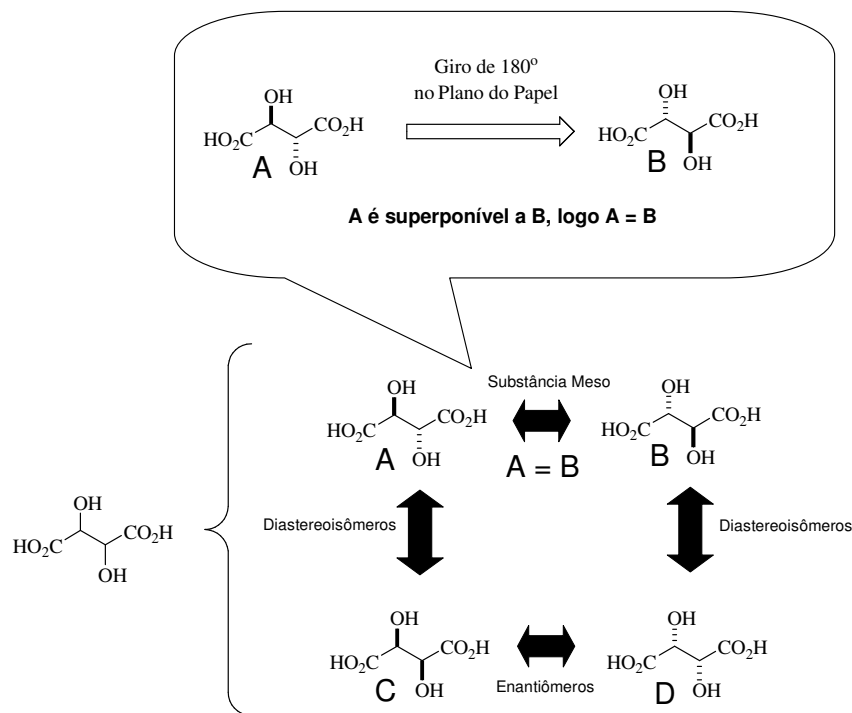 Giro de 180º
no Plano do Papel
OH
HO₂C
CO₂H
OH
A
OH
HO₂C
CO₂H
OH
B
A é superponível a B, logo A = B
Substância Meso
OH
HO₂C
CO₂H
OH
A
A = B
OH
HO₂C
CO₂H
OH
B
Diastereoisômeros
Diastereoisômeros
OH
HO₂C
CO₂H
OH
OH
HO₂C
CO₂H
OH
C
Enantiômeros
OH
HO₂C
CO₂H
OH
D